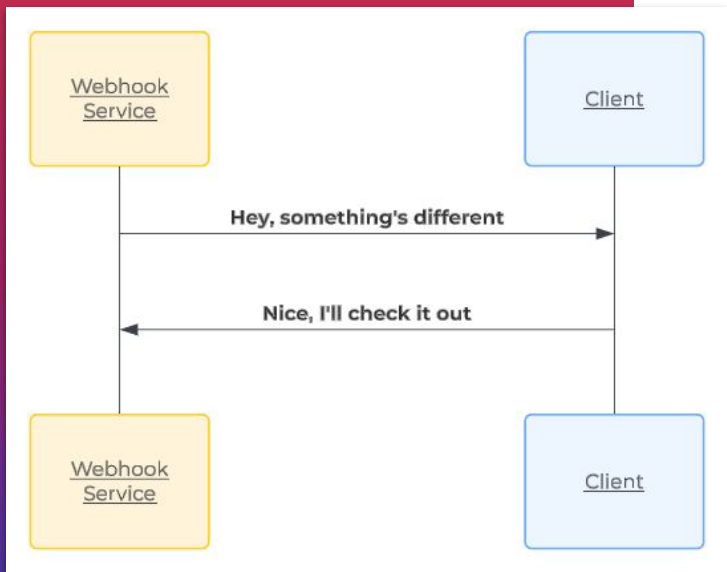 Webhook
Service
Client
Hey, something's different
Nice, I'll check it out
Webhook
Service
Client